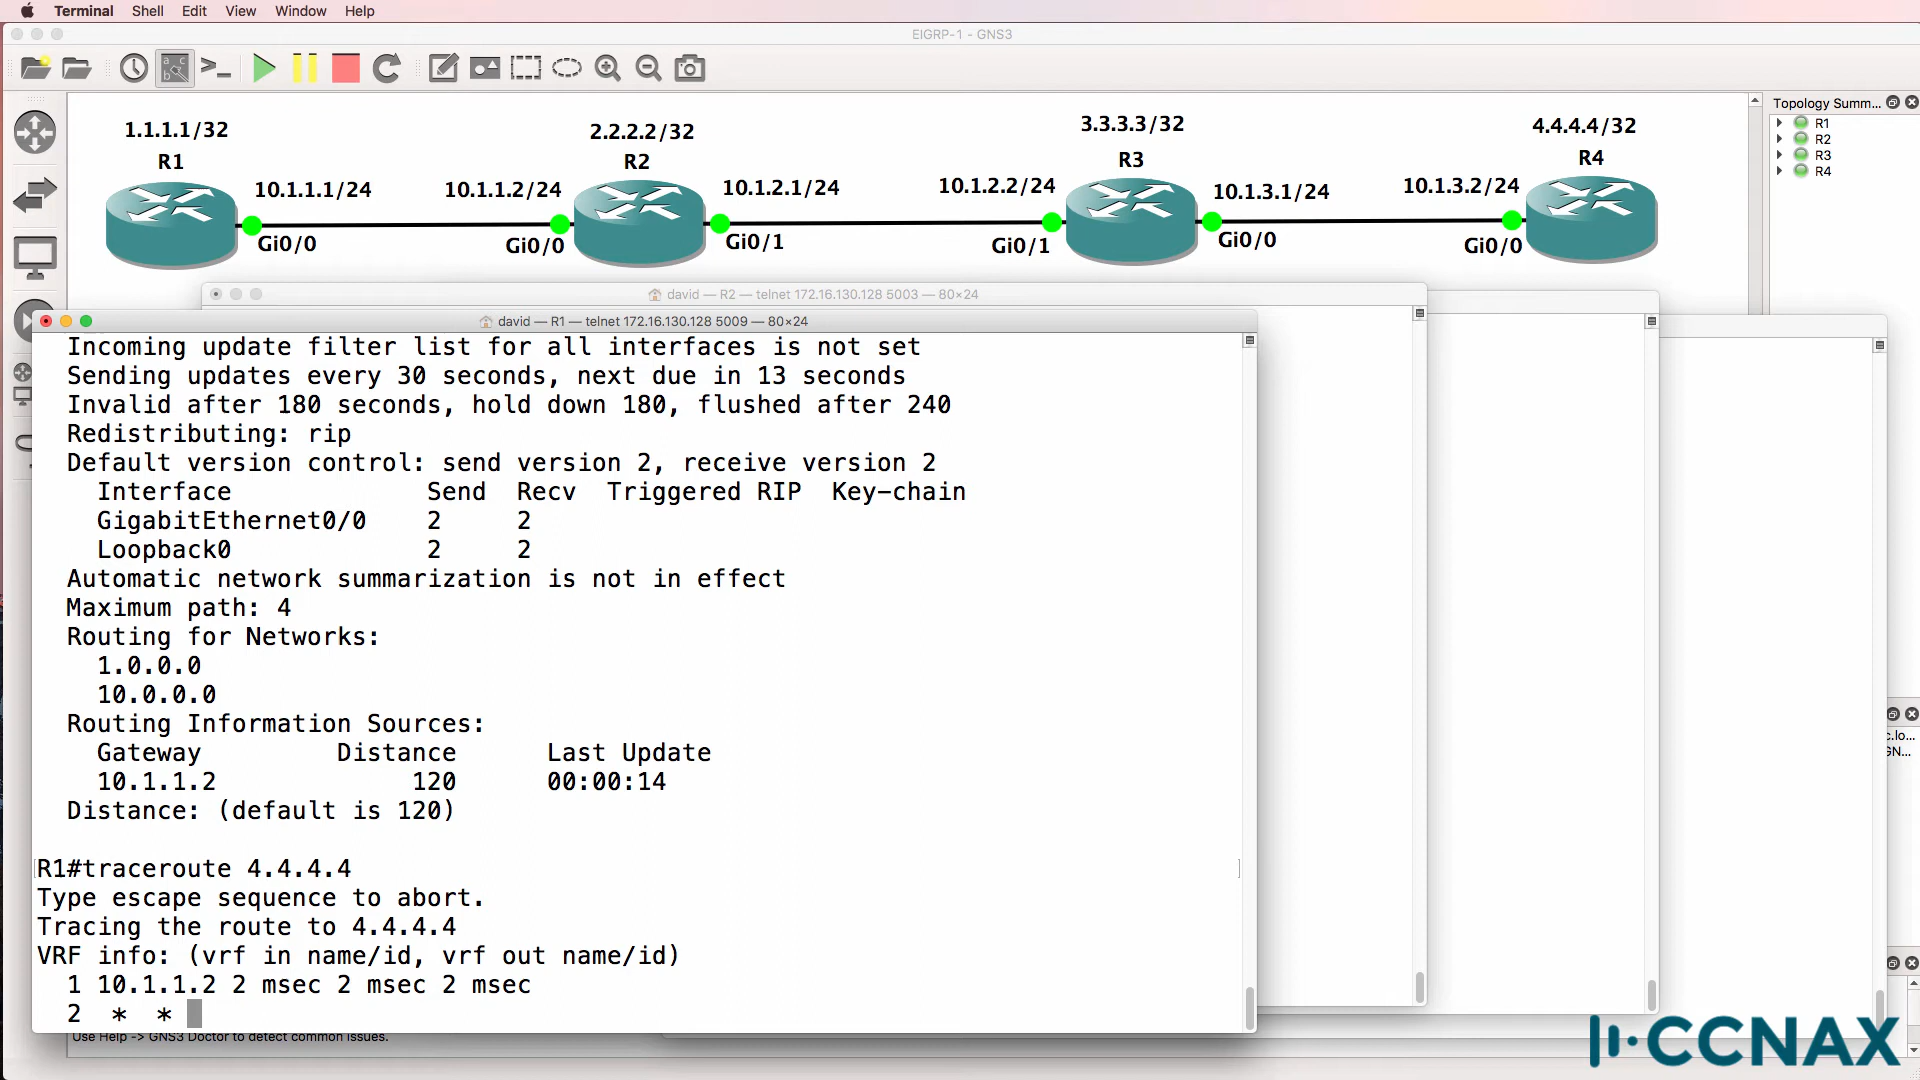 Terminal Shell Edit View Window Help
EIGRP-1 - GNS3
Topology Summ...
R1
R2
R3
R4
1.1.1.1/32
2.2.2.2/32
3.3.3.3/32
4.4.4.4/32
R1
R2
R3
R4
10.1.1.1/24
10.1.1.2/24
10.1.2.1/24
10.1.2.2/24
10.1.3.1/24
10.1.3.2/24
Gi0/0
Gi0/0
Gi0/1
Gi0/1
Gi0/0
Gi0/0
david — R2 — telnet 172.16.130.128 5003 — 80×24
david — R1 — telnet 172.16.130.128 5009 — 80×24
Incoming update filter list for all interfaces is not set
Sending updates every 30 seconds, next due in 13 seconds
Invalid after 180 seconds, hold down 180, flushed after 240
Redistributing: rip
Default version control: send version 2, receive version 2
Interface Send Recv Triggered RIP Key-chain
GigabitEthernet0/0 2 2
Loopback0 2 2
Automatic network summarization is not in effect
Maximum path: 4
Routing for Networks:
1.0.0.0
10.0.0.0
Routing Information Sources:
Gateway Distance Last Update
10.1.1.2 120 00:00:14
Distance: (default is 120)
R1#traceroute 4.4.4.4
Type escape sequence to abort.
Tracing the route to 4.4.4.4
VRF info: (vrf in name/id, vrf out name/id)
1 10.1.1.2 2 msec 2 msec 2 msec
2 * *
Use Help -> GNS3 Doctor to detect common issues.
c.lo...
GN...
CCNAX